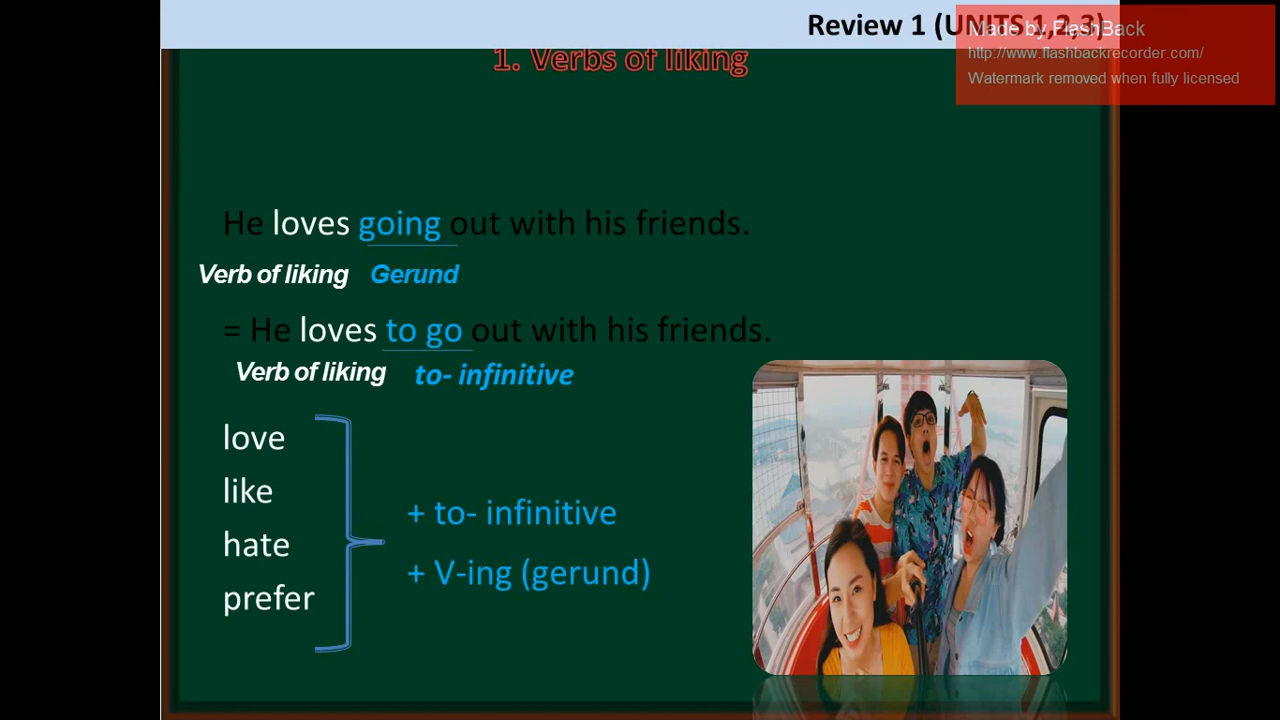 Review 1 (UNITS 1,2,3)
Made by FlashBack
http://www.flashbackrecorder.com/
Watermark removed when fully licensed
1. Verbs of liking
He loves going out with his friends.
Verb of liking Gerund
= He loves to go out with his friends.
Verb of liking to- infinitive
love
like
hate
prefer
+ to- infinitive
+ V-ing (gerund)